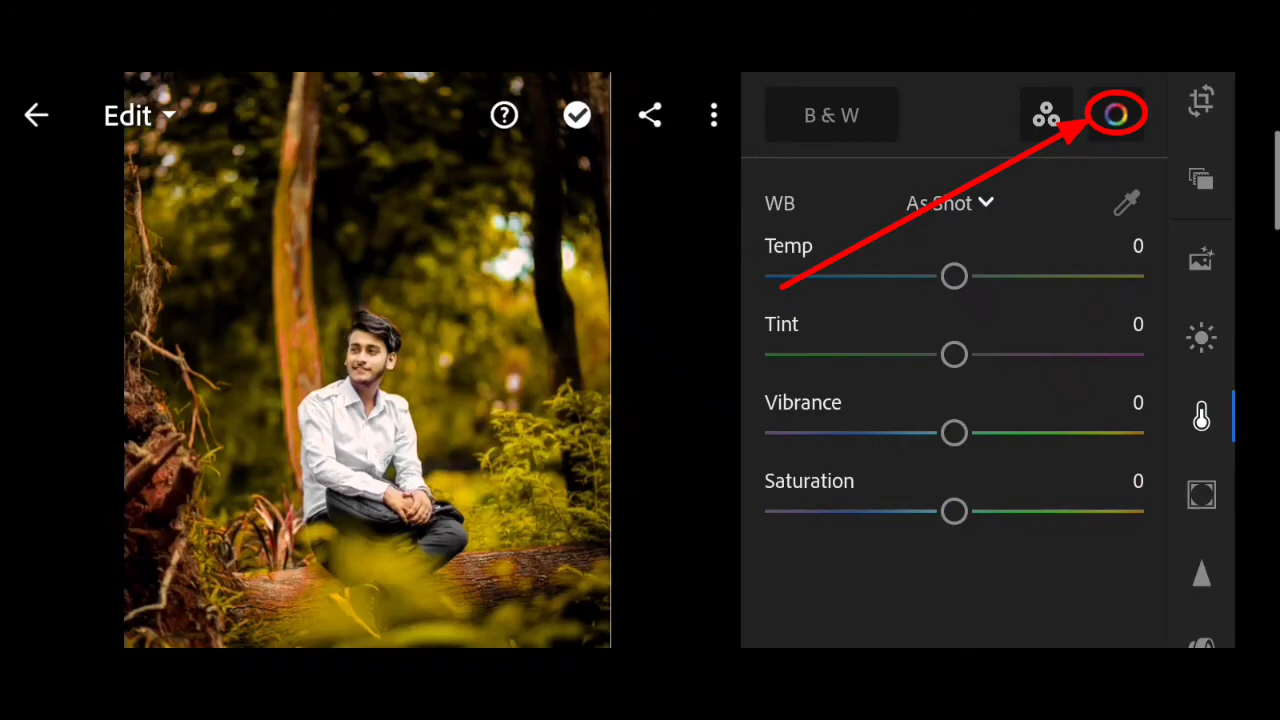 Edit
B & W
WB As Shot
Temp 0
Tint 0
Vibrance 0
Saturation 0